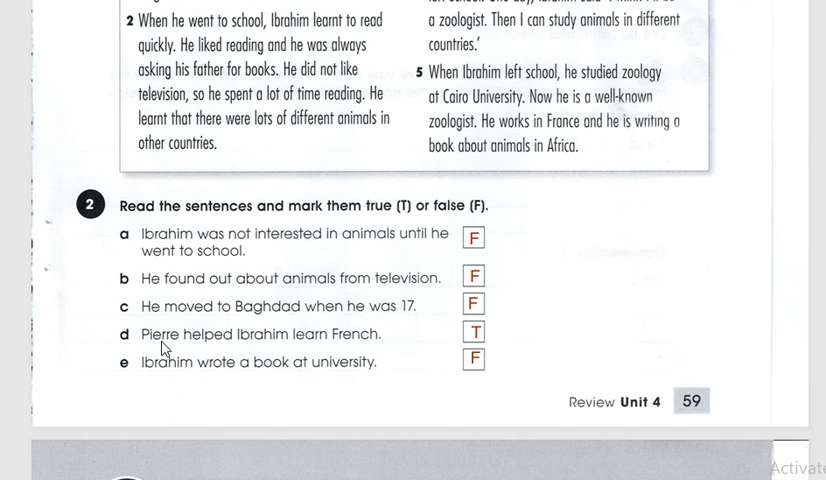 2 When he went to school, Ibrahim learnt to read
quickly. He liked reading and he was always
asking his father for books. He did not like
television, so he spent a lot of time reading. He
learnt that there were lots of different animals in
other countries.
a zoologist. Then I can study animals in different
countries.'
5 When Ibrahim left school, he studied zoology
at Cairo University. Now he is a well-known
zoologist. He works in France and he is writing a
book about animals in Africa.
2 Read the sentences and mark them true (T) or false (F).
a Ibrahim was not interested in animals until he F
went to school.
b He found out about animals from television. F
c He moved to Baghdad when he was 17. F
d Pierre helped Ibrahim learn French. T
e Ibrahim wrote a book at university. F
Review Unit 4 59